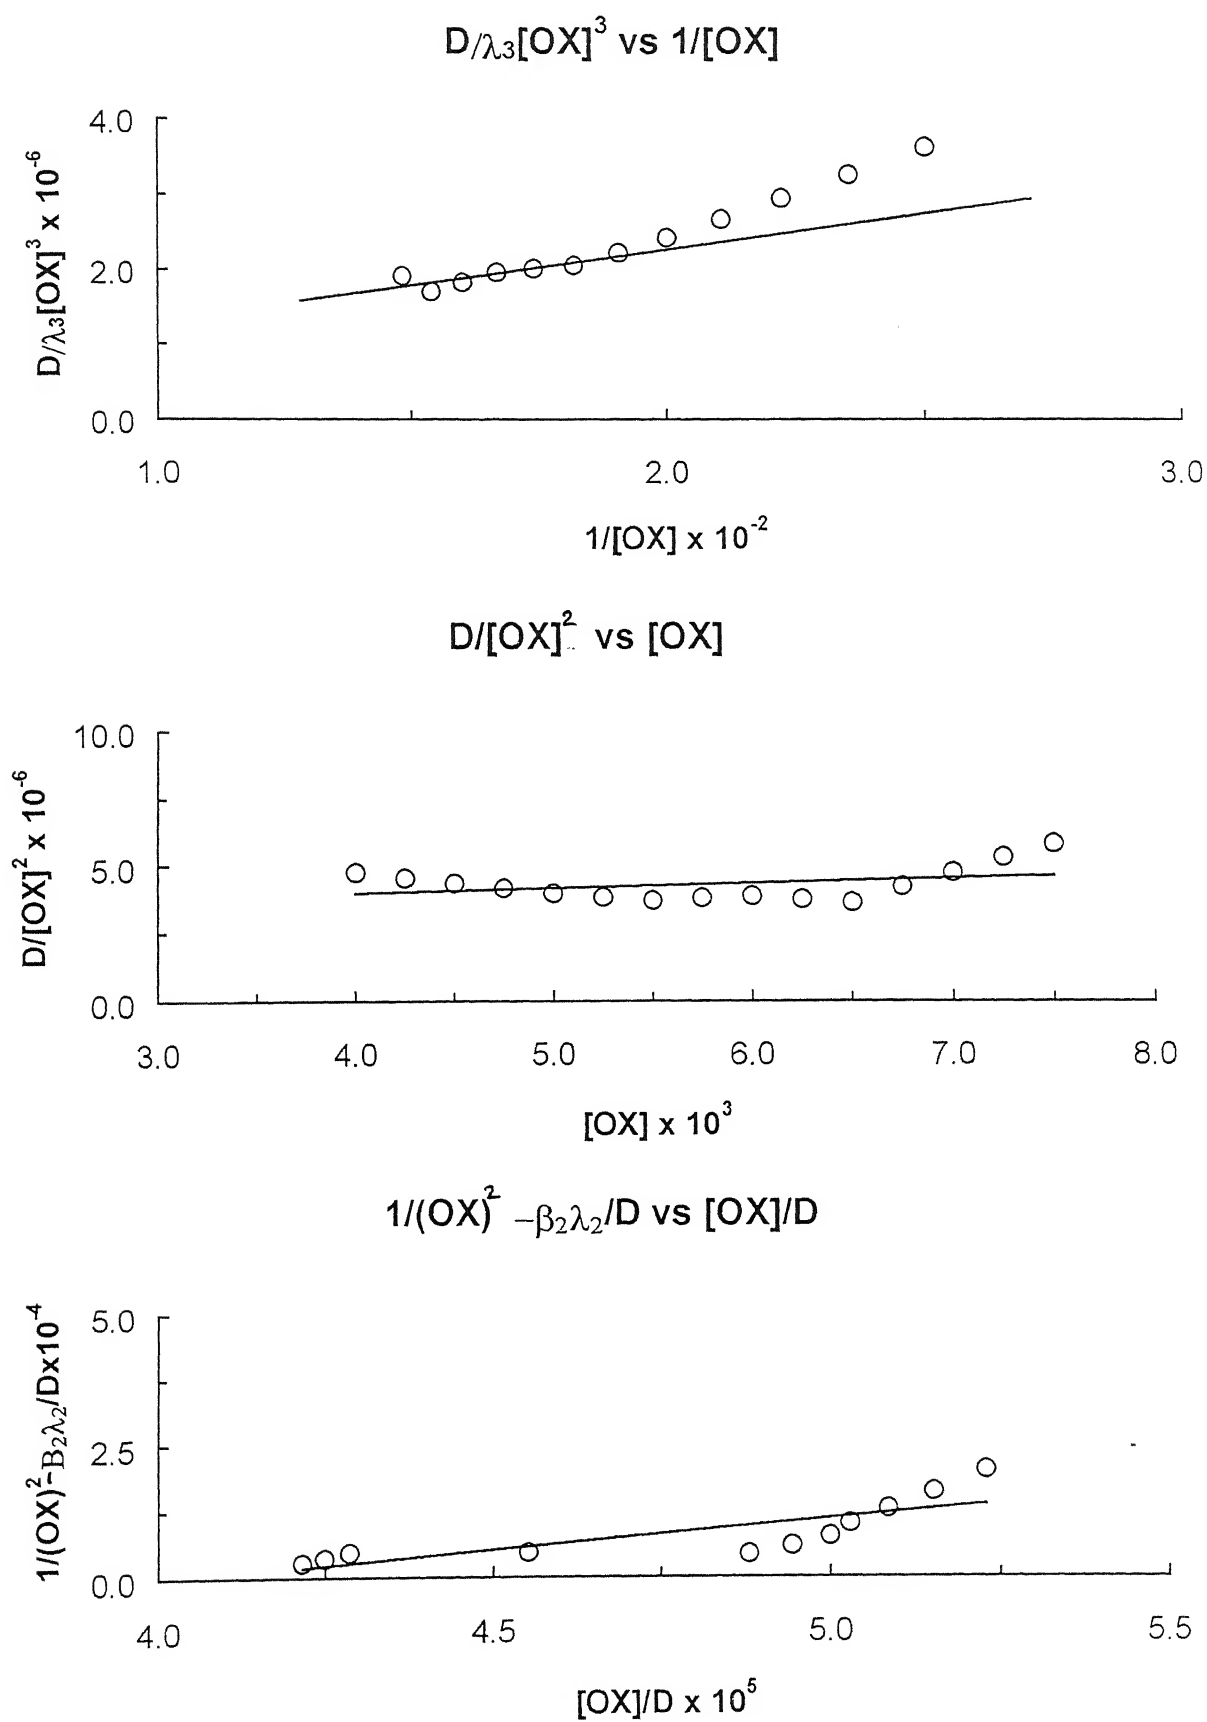 D/λ3[OX]³ vs 1/[OX]
D/λ3[OX]³ x 10⁻⁶
4.0
2.0
0.0
1.0 2.0 3.0
1/[OX] x 10⁻²
D/[OX]² vs [OX]
D/[OX]² x 10⁻⁶
10.0
5.0
0.0
3.0 4.0 5.0 6.0 7.0 8.0
[OX] x 10³
1/(OX)² –β₂λ₂/D vs [OX]/D
1/(OX)²–B₂λ₂/Dx10⁻⁴
5.0
2.5
0.0
4.0 4.5 5.0 5.5
[OX]/D x 10⁵